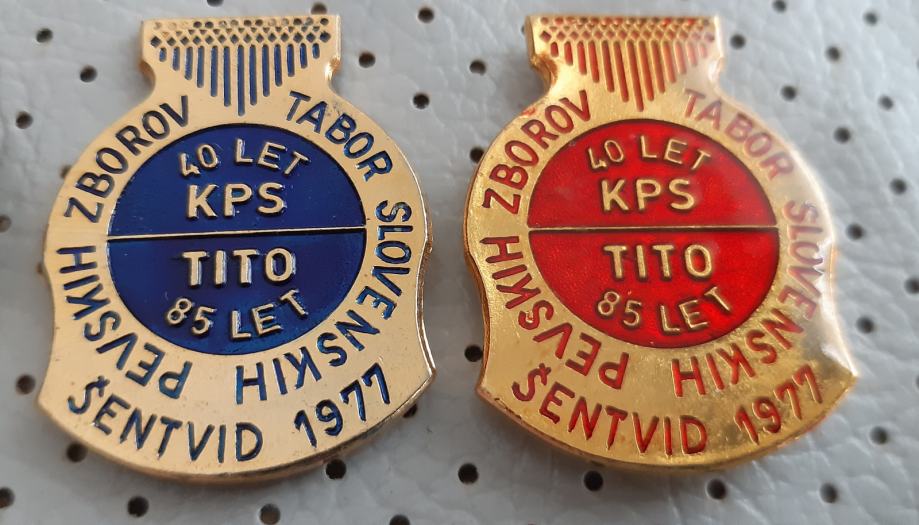 TABOR SLOVENSKIH PEVSKIH ZBOROV
40 LET
KPS
TITO
85 LET
ŠENTVID 1977
TABOR SLOVENSKIH PEVSKIH ZBOROV
40 LET
KPS
TITO
85 LET
ŠENTVID 1977